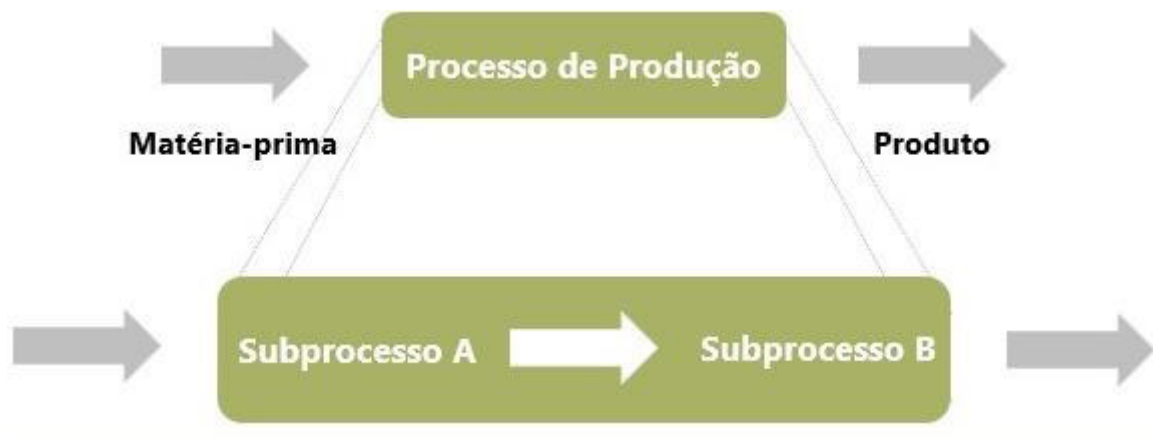 Processo de Produção
Matéria-prima
Produto
Subprocesso A
Subprocesso B